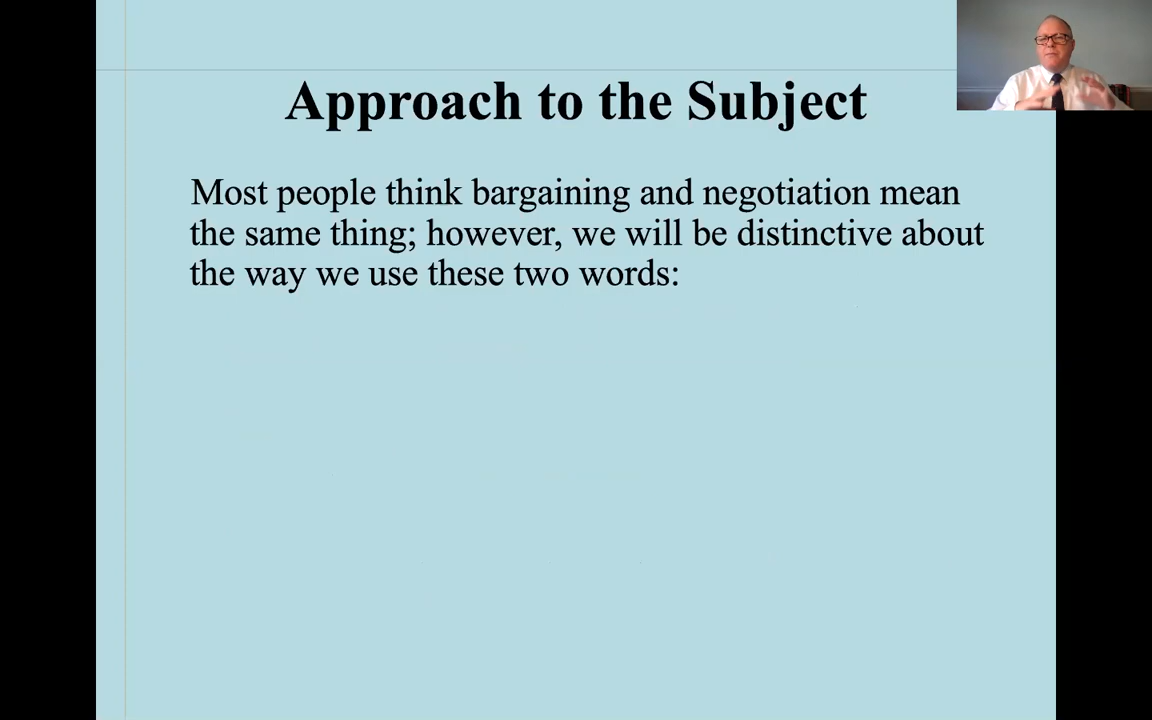 Approach to the Subject
Most people think bargaining and negotiation mean
the same thing; however, we will be distinctive about
the way we use these two words: